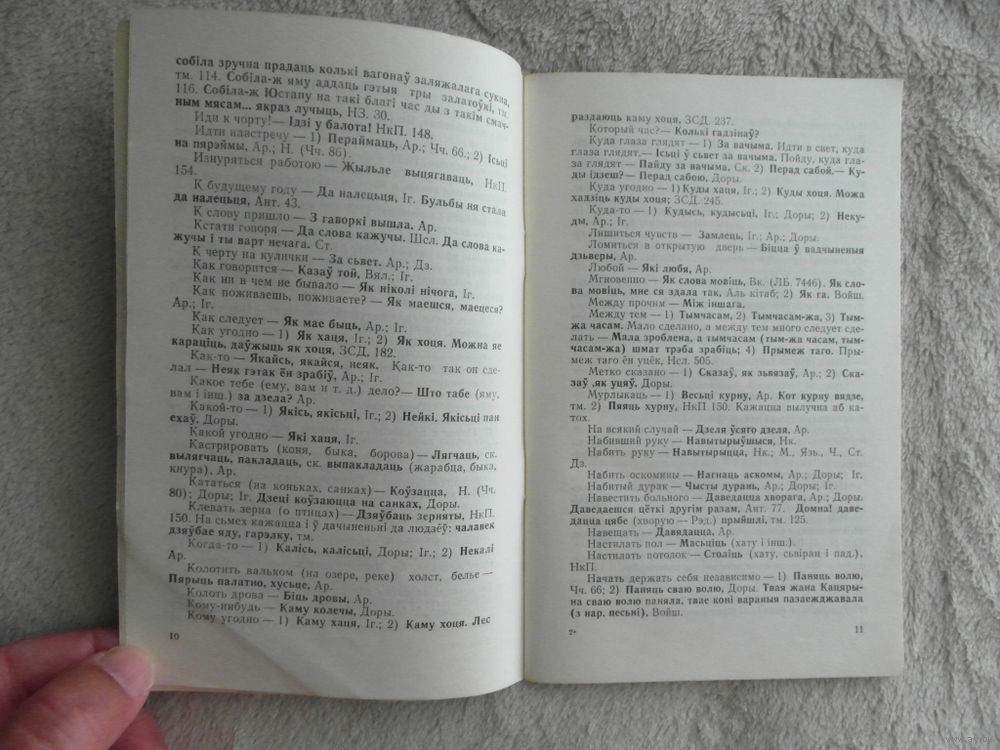 собіла зручна прадаць колькі вагонаў заляжалага сукна,
тм. 114. Собіла-ж яму аддаць гэтыя тры залатоўкі, тм.
116. Собіла-ж Юстапу на такі благі час ды з такім смач-
ным мясам... якраз лучыць, НЗ. 30.
Иди к чорту!— Ідзі у балота! НкП. 148.
Идти навстречу — 1) Пераймаць, Ар.; Чч. 66.; 2) Ісьці
на пярэймы, Ар.; Н. (Чч. 86).
Изнуряться работою — Жыльле выцягаваць, НкП.
154.
К будущему году — Да налецьця, Іг. Бульбы ня стала
да налецьця, Ант. 43.
К слову пришло — З гаворкі вышла. Ар.
Кстати говоря — Да слова кажучы. Шсл. Да слова ка-
жучы і ты варт нечага. Ст.
К черту на кулички — За сьвет. Ар.; Дз.
Как говорится — Казаў той, Вял.; Іг.
Как ни в чем не бывало — Як ніколі нічога, Іг.
Как поживаешь, поживаете? — Як маешся, маецеся?
Ар.; Іг.
Как следует — Як мае быць, Ар.; Іг.
Как угодно — 1) Як хаця, Іг.; 2) Як хоця. Можна яе
караціць, даўжыць як хоця, ЗСД, 182.
Как-то — Якайсь, якайся, неяк. Как-то так он сде-
лал — Неяк гэтак ён зрабіў, Ар.; Іг.
Какое тебе (ему, вам и т. д.) дело?— Што табе (яму,
вам і інш.) за дзела? Ар.
Какой-то — 1) Якісь, якісьці, Іг.; 2) Нейкі, Якісьці пан
ехаў, Доры.
Какой угодно — Які хаця, Іг.
Кастрировать (коня, быка, борова) — Лягчаць, ск.
вылягчаць, пакладаць, ск. выпакладаць (жарабца, быка,
кнура), Ар.
Кататься (на коньках, санках) — Коўзацца, Н. (Чч.
80); Доры; Іг. Дзеці коўзаюцца на санках, Доры.
Клевать зерна (о птицах) — Дзяўбаць зерняты, НкП.
150. На сьмех кажацца і ў дачыненьні да людзеў: чалавек
дзяўбае яду, гарэлку, тм.
Когда-то — 1) Калісь, калісьці, Доры; Іг.; 2) Некалі
Ар.
Колотить вальком (на озере, реке) холст, белье —
Пярыць палатно, хусьце, Ар.
Колоть дрова — Біць дровы, Ар.
Кому-нибудь — Каму колечы, Доры.
Кому угодно — 1) Каму хаця, Іг.; 2) Каму хоця. Лес
10
раздаюць каму хоця, ЗСД. 237.
Который час?— Колькі гадзінаў?
Куда глаза глядят — 1) За вачыма. Идти в свет, куда
глаза глядят.— Ісьці ў сьвет за вачыма. Пойду, куда гла-
за глядят — Пайду за вачыма, Ск. 2) Перад сабой.— Ку-
ды ідзеш?— Перад сабою, Доры.
Куда угодно — 1) Куды хаця, Іг.; 2) Куды хоця. Можа
хадзіць куды хоця; ЗСД. 245.
Куда-то — 1) Кудысь, кудысьці, Іг.; Доры; 2) Неку-
ды, Ар.; Іг.
Лишиться чувств — Замлець, Іг.; Ар.; Доры.
Ломиться в открытую дверь — Біцца ў вадчыненыя
дзьверы, Ар.
Любой — Які любя, Ар.
Мгновенно — Як слова мовіць, Вк. (ЛБ. 7446). Як сло-
ва мовіць, мне ся здала так, Аль кітаб; 2) Як га. Войш.
Между прочим — Між іншага.
Между тем — 1) Тымчасам, 2) Тымчасам-жа, 3) Тым-
жа часам. Мало сделано, а между тем много следует сде-
лать — Мала зроблена, а тымчасам (тым-жа часам, тым-
часам-жа) шмат трэба зрабіць; 4) Прымеж таго. Пры-
меж таго ён уцёк, Нсл. 505.
Метко сказано — 1) Сказаў, як зьвязаў, Ар.; 2) Ска-
заў ,як уцяў, Доры.
Мурлыкать — 1) Весьці курну, Ар. Кот курну вядзе,
тм. 2) Пяяць хурну, НкП 150. Кажацца вылучна аб ка-
тох.
На всякий случай — Дзеля ўсяго дзеля, Ар.
Набивший руку — Навытырыўшыся, Нк.
Набить руку — Навытырыцца, Нк.; М., Язь., Ч., Ст.
Дз.
Набить оскомины — Нагнаць аскомы, Ар.; Доры; Іг.
Набитый дурак — Чысты дурань, Ар.; Доры; Іг.
Навестить больного — Даведацца хворага, Ар.; Доры.
Даведаешся цёткі другім разам, Ант. 77. Домна! даве-
дацца цябе (хворую — Рэд.) прыйшлі, тм. 125.
Навещать — Давядацца, Ар.
Настилать пол — Масьціць (хату і інш.).
Настилать потолок — Століць (хату, сьвіран і пад.),
НкП.
Начать держать себя независимо — 1) Паняць волю,
Чч. 66; 2) Паняць сваю волю, Доры. Твая жана Кацяры-
на сваю волю паняла, твае коні вараныя пазаежджавала
(з нар. песьні), Войш.
2*
11